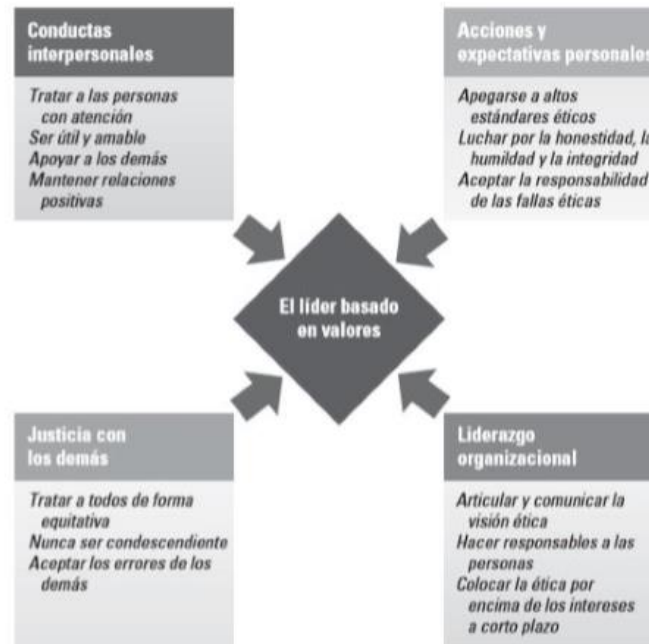 Conductas
interpersonales
Tratar a las personas
con atención
Ser útil y amable
Apoyar a los demás
Mantener relaciones
positivas
Acciones y
expectativas personales
Apegarse a altos
estándares éticos
Luchar por la honestidad, la
humildad y la integridad
Aceptar la responsabilidad
de las fallas éticas
El líder basado
en valores
Justicia con
los demás
Tratar a todos de forma
equitativa
Nunca ser condescendiente
Aceptar los errores de los
demás
Liderazgo
organizacional
Articular y comunicar la
visión ética
Hacer responsables a las
personas
Colocar la ética por
encima de los intereses
a corto plazo